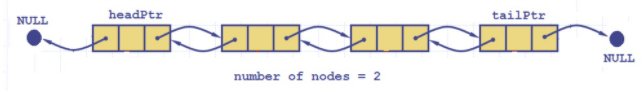 NULL
headPtr
tailPtr
NULL
number of nodes = 2